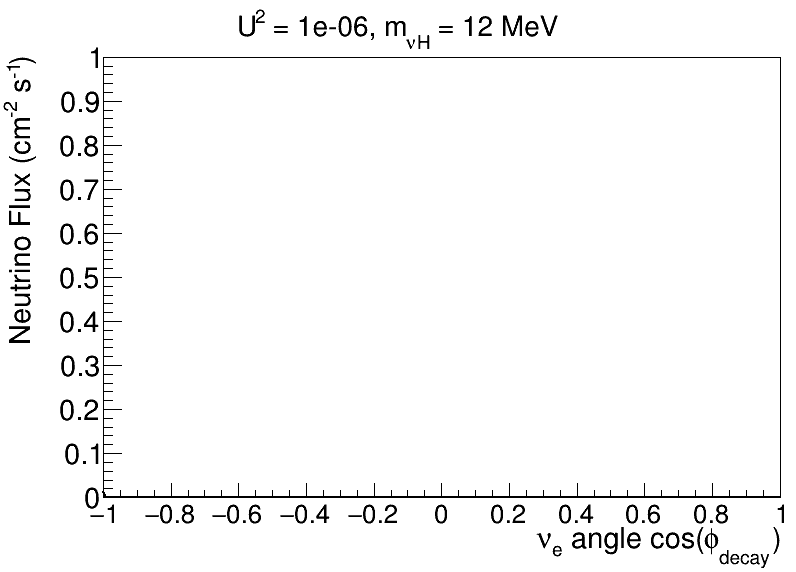 U² = 1e-06, m_νH = 12 MeV
Neutrino Flux (cm⁻² s⁻¹)
1
0.9
0.8
0.7
0.6
0.5
0.4
0.3
0.2
0.1
0
−1 −0.8 −0.6 −0.4 −0.2 0 0.2 0.4 0.6 0.8 1
ν_e angle cos(ϕ_decay)